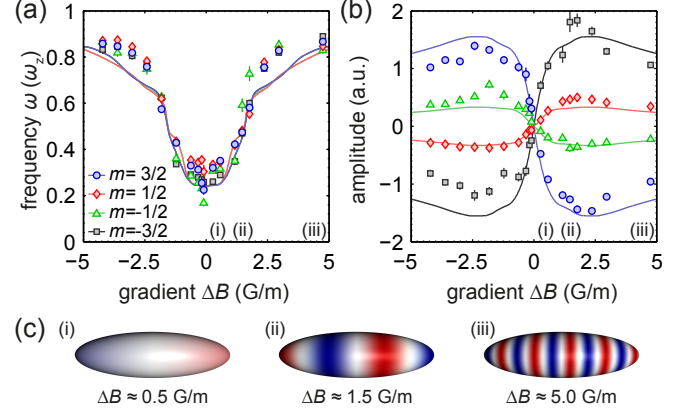 (a)
frequency ω (ω_z)
1
0.8
0.6
0.4
0.2
0
m= 3/2
m= 1/2
m=-1/2
m=-3/2
(i) (ii) (iii)
−5 −2.5 0 2.5 5
gradient ΔB (G/m)
(b)
amplitude (a.u.)
2
1
0
−1
−2
(i) (ii) (iii)
−5 −2.5 0 2.5 5
gradient ΔB (G/m)
(c) (i) (ii) (iii)
ΔB ≈ 0.5 G/m ΔB ≈ 1.5 G/m ΔB ≈ 5.0 G/m